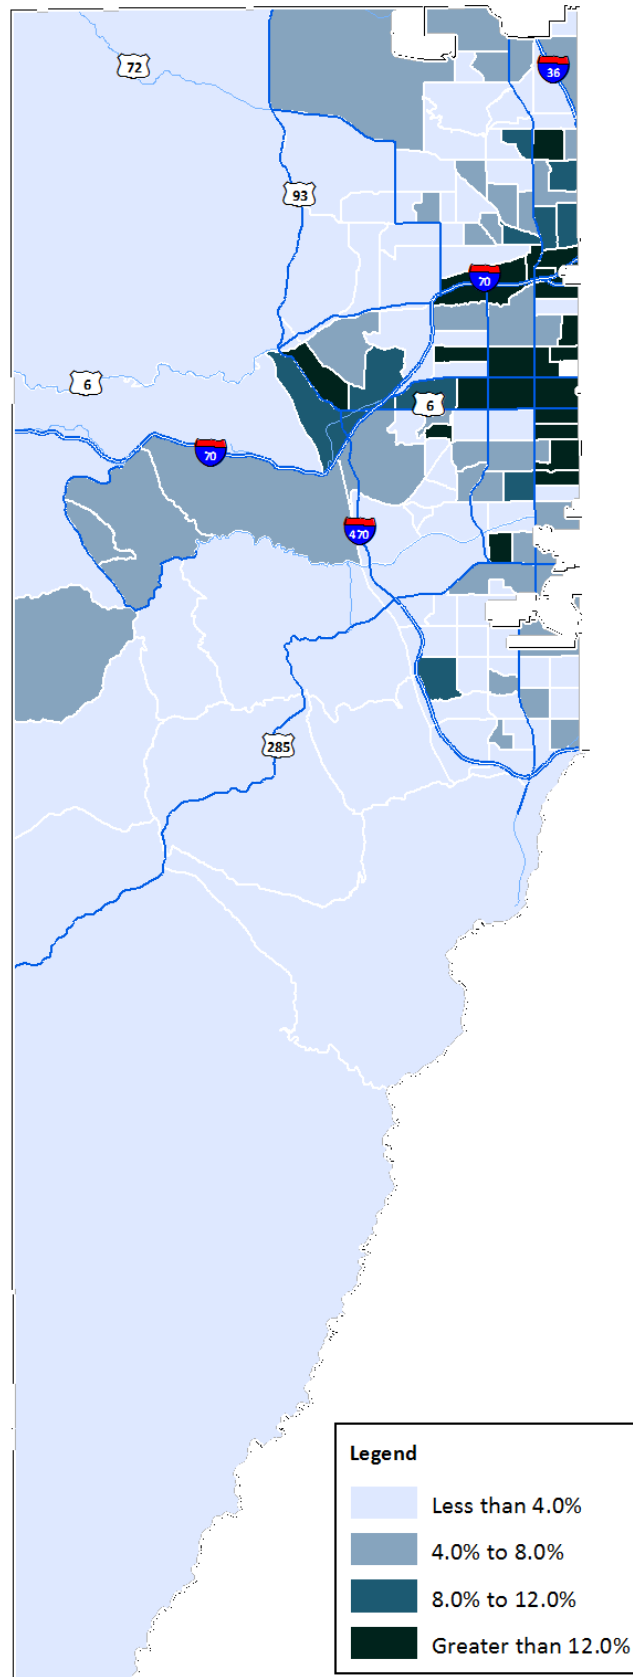 72
36
93
70
6
6
70
470
285
Legend
Less than 4.0%
4.0% to 8.0%
8.0% to 12.0%
Greater than 12.0%